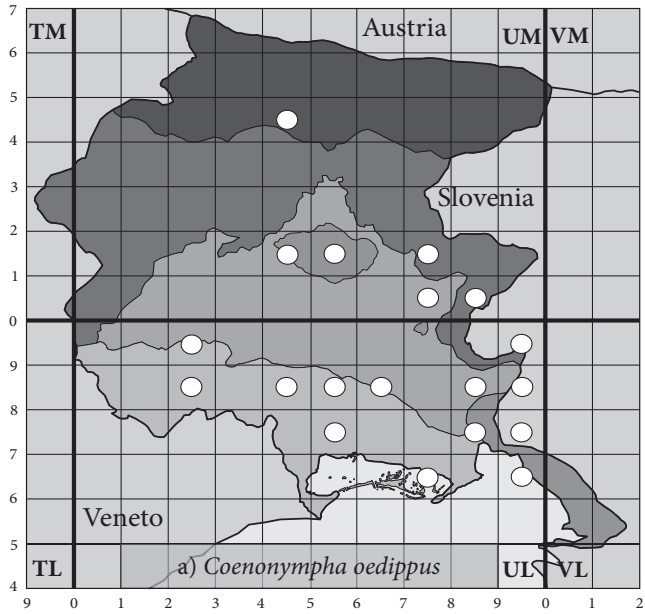 7
TM
Austria
UM
VM
6
5
4
3
Slovenia
2
1
0
9
8
7
6
Veneto
5
TL
a) Coenonympha oedippus
UL
VL
4
9 0 1 2 3 4 5 6 7 8 9 0 1 2